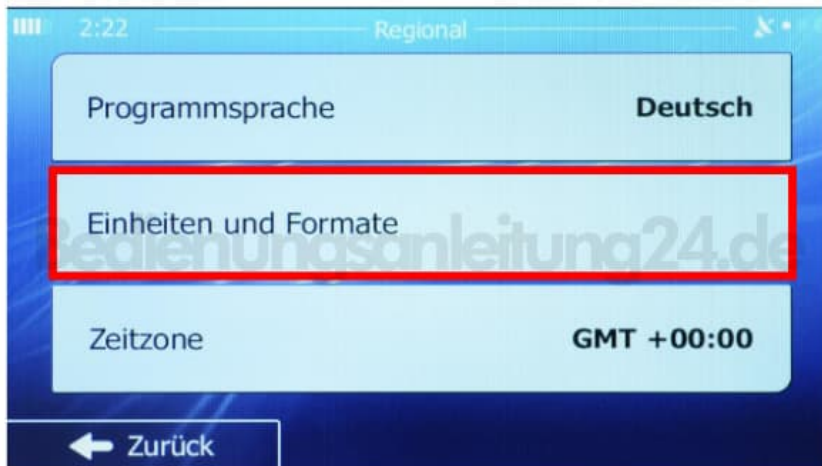 2:22 Regional
Programmsprache Deutsch
Einheiten und Formate
Bedienungsanleitung24.de
Zeitzone GMT +00:00
Zurück